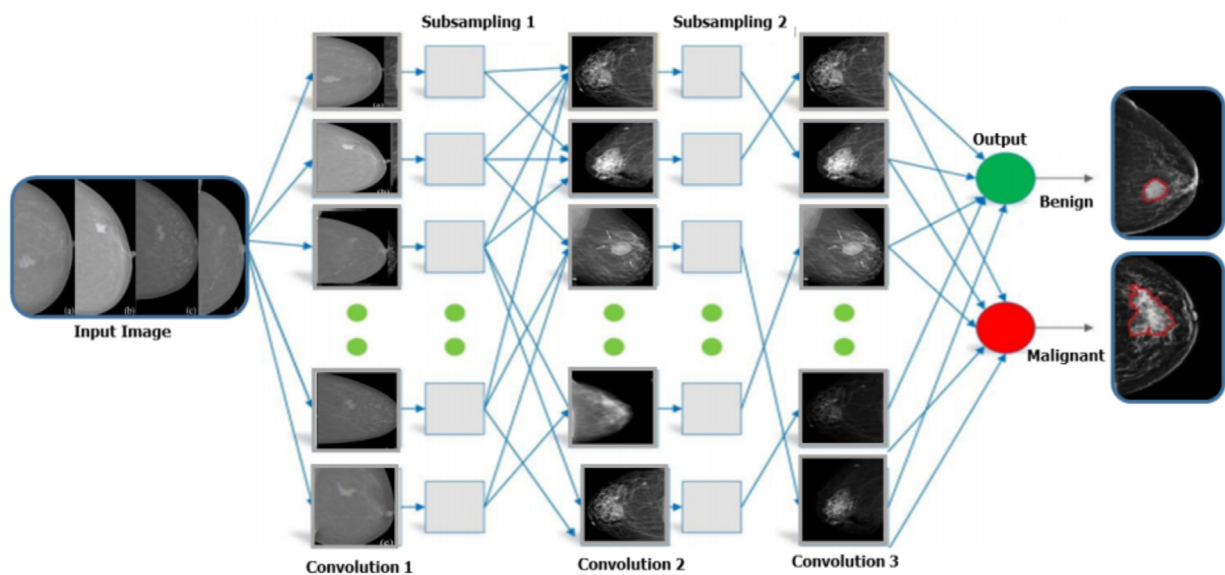 Subsampling 1
Subsampling 2
Output
Benign
(a)
(b)
(c)
Input Image
Malignant
Convolution 1
Convolution 2
Convolution 3